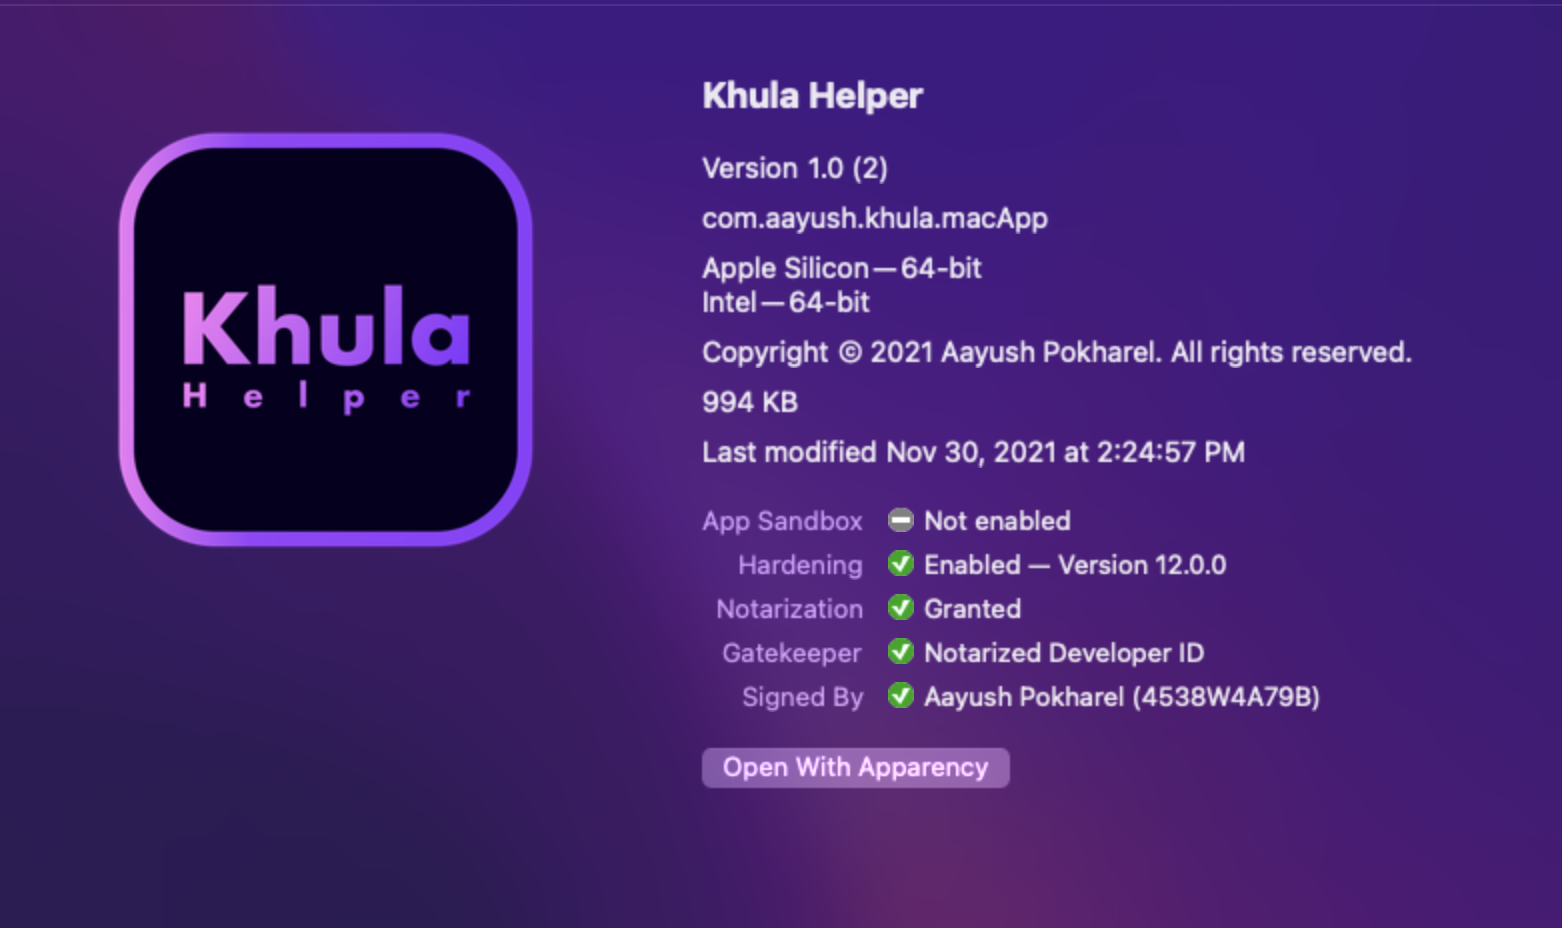 Khula
Helper
Khula Helper
Version 1.0 (2)
com.aayush.khula.macApp
Apple Silicon — 64-bit
Intel — 64-bit
Copyright © 2021 Aayush Pokharel. All rights reserved.
994 KB
Last modified Nov 30, 2021 at 2:24:57 PM
App Sandbox Not enabled
Hardening Enabled — Version 12.0.0
Notarization Granted
Gatekeeper Notarized Developer ID
Signed By Aayush Pokharel (4538W4A79B)
Open With Apparency